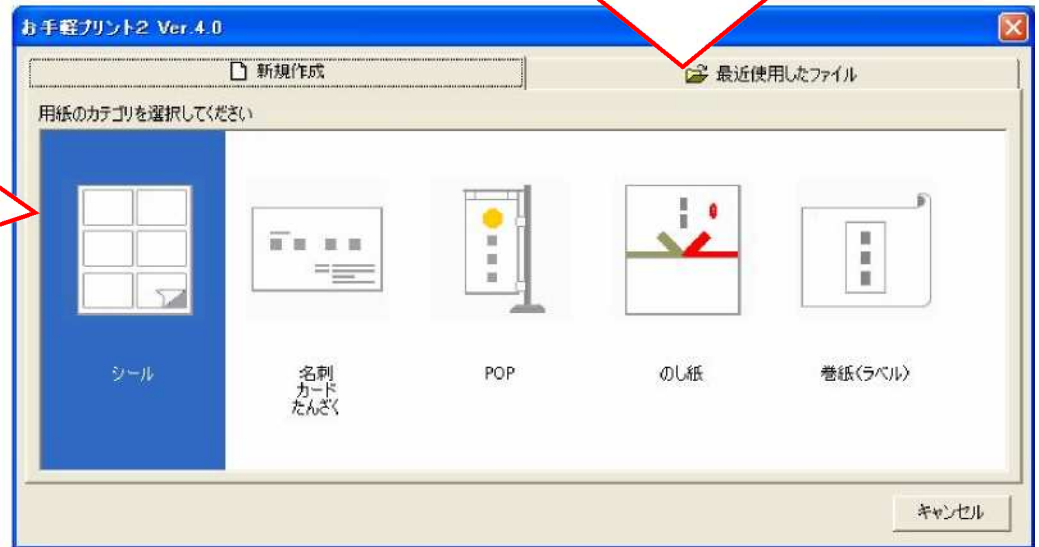 お手軽プリント2 Ver.4.0
新規作成
最近使用したファイル
用紙のカテゴリを選択してください
シール
名刺
カード
たんざく
POP
のし紙
巻紙(ラベル)
キャンセル